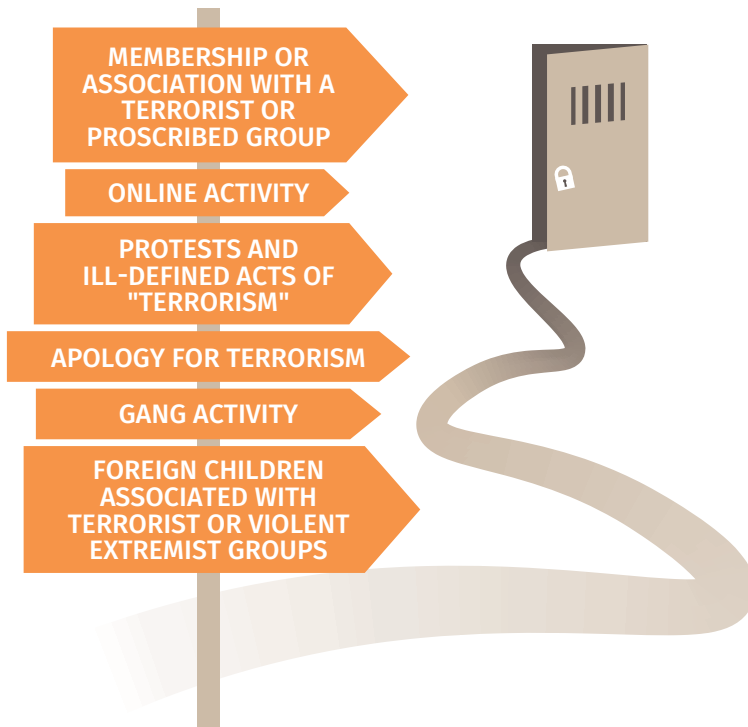 MEMBERSHIP OR
ASSOCIATION WITH A
TERRORIST OR
PROSCRIBED GROUP
ONLINE ACTIVITY
PROTESTS AND
ILL-DEFINED ACTS OF
"TERRORISM"
APOLOGY FOR TERRORISM
GANG ACTIVITY
FOREIGN CHILDREN
ASSOCIATED WITH
TERRORIST OR VIOLENT
EXTREMIST GROUPS